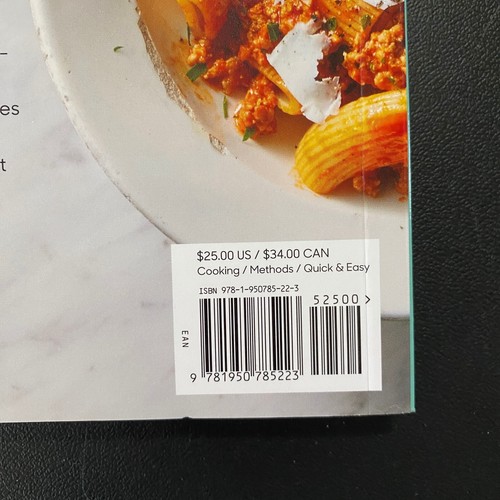 es
t
$25.00 US / $34.00 CAN
Cooking / Methods / Quick & Easy
ISBN 978-1-950785-22-3
52500>
EAN
9 781950 785223